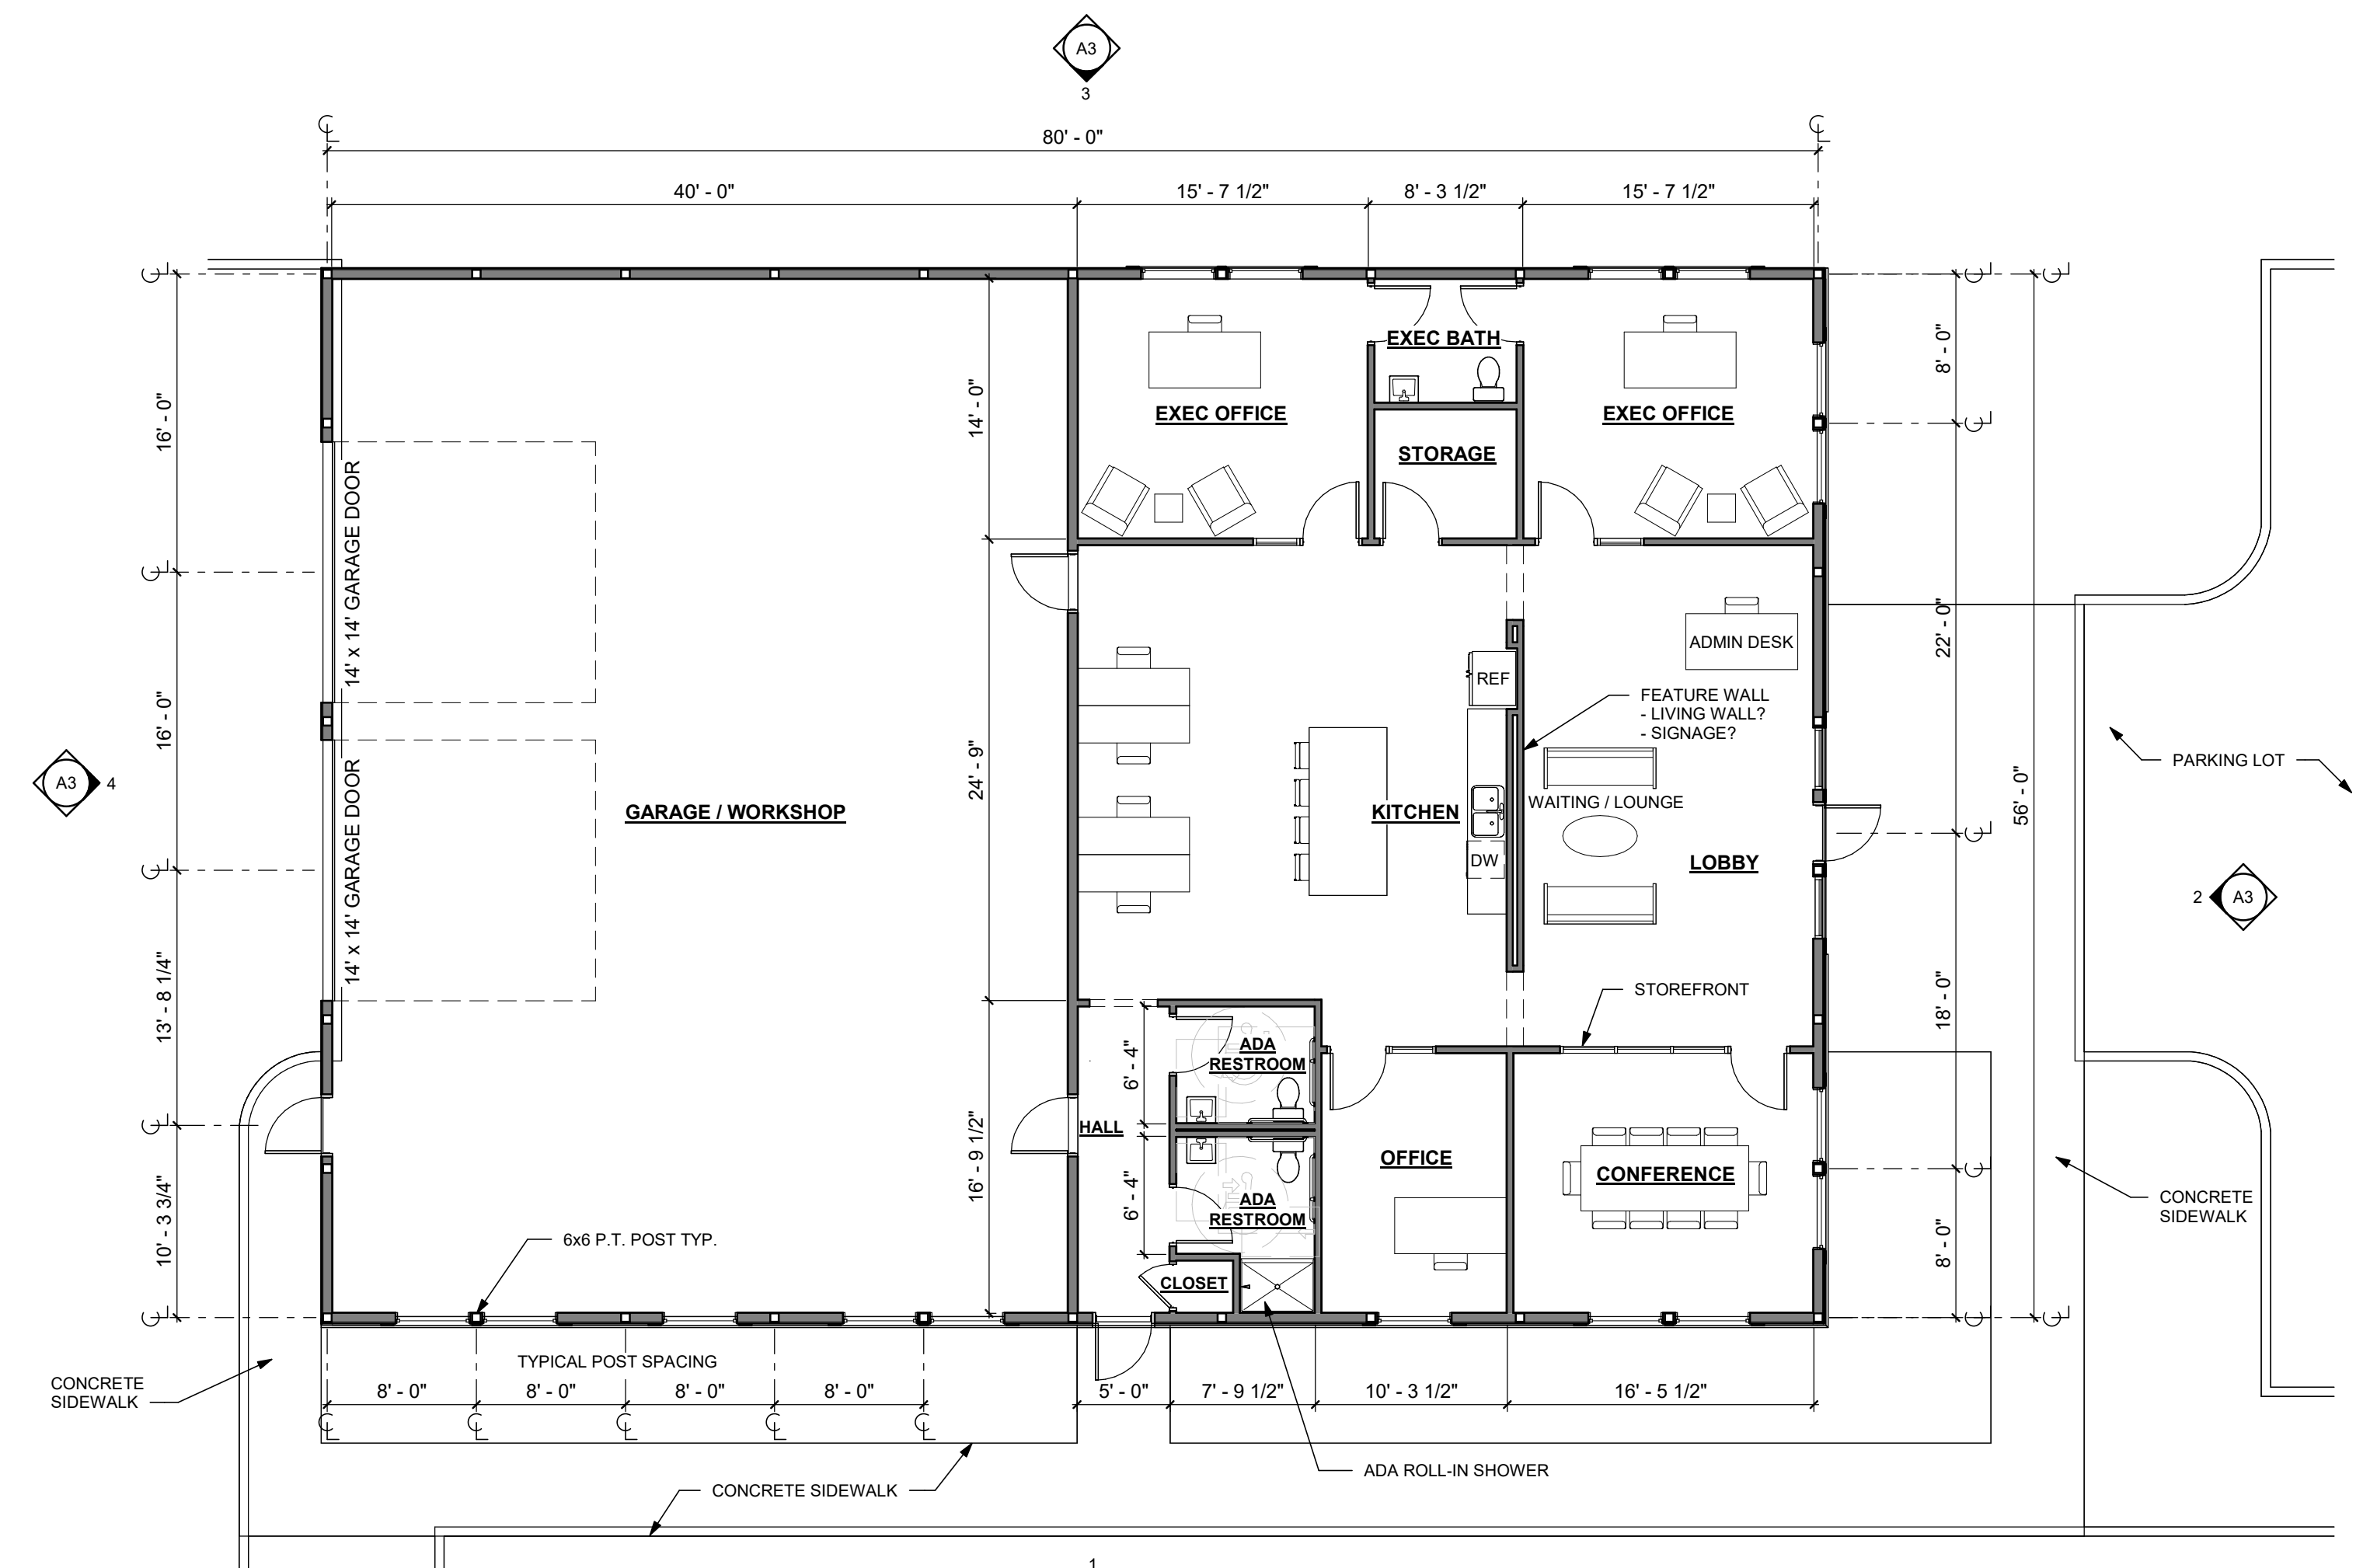 A3
3
80' - 0"
40' - 0"
15' - 7 1/2"
8' - 3 1/2"
15' - 7 1/2"
EXEC BATH
EXEC OFFICE
EXEC OFFICE
STORAGE
14' - 0"
8' - 0"
16' - 0"
14' x 14' GARAGE DOOR
22' - 0"
ADMIN DESK
REF
FEATURE WALL
- LIVING WALL?
- SIGNAGE?
16' - 0"
24' - 9"
PARKING LOT
A3
4
56' - 0"
GARAGE / WORKSHOP
KITCHEN
WAITING / LOUNGE
DW
LOBBY
14' x 14' GARAGE DOOR
2
A3
13' - 8 1/4"
STOREFRONT
18' - 0"
ADA
RESTROOM
6' - 4"
HALL
16' - 9 1/2"
OFFICE
CONFERENCE
6' - 4"
ADA
RESTROOM
CONCRETE
SIDEWALK
10' - 3 3/4"
6x6 P.T. POST TYP.
8' - 0"
CLOSET
TYPICAL POST SPACING
CONCRETE
SIDEWALK
8' - 0"
8' - 0"
8' - 0"
8' - 0"
5' - 0"
7' - 9 1/2"
10' - 3 1/2"
16' - 5 1/2"
ADA ROLL-IN SHOWER
CONCRETE SIDEWALK
1